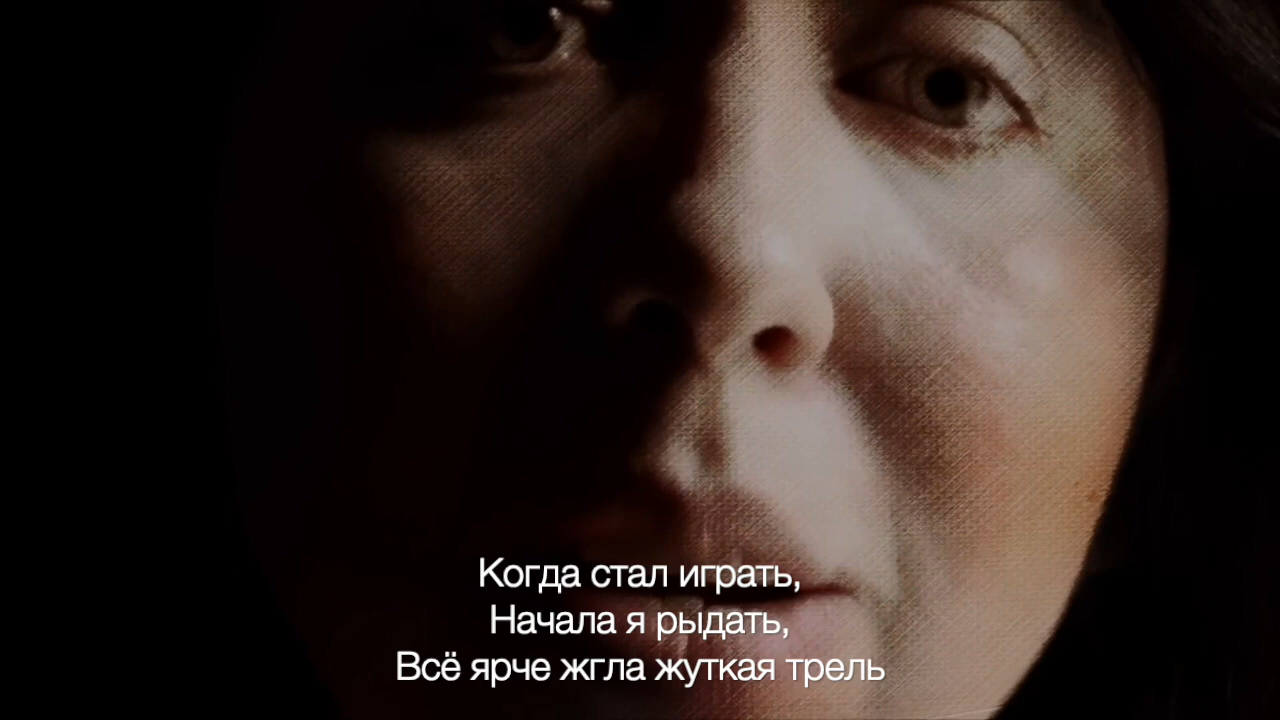 Когда стал играть,
Начала я рыдать,
Всё ярче жгла жуткая трель